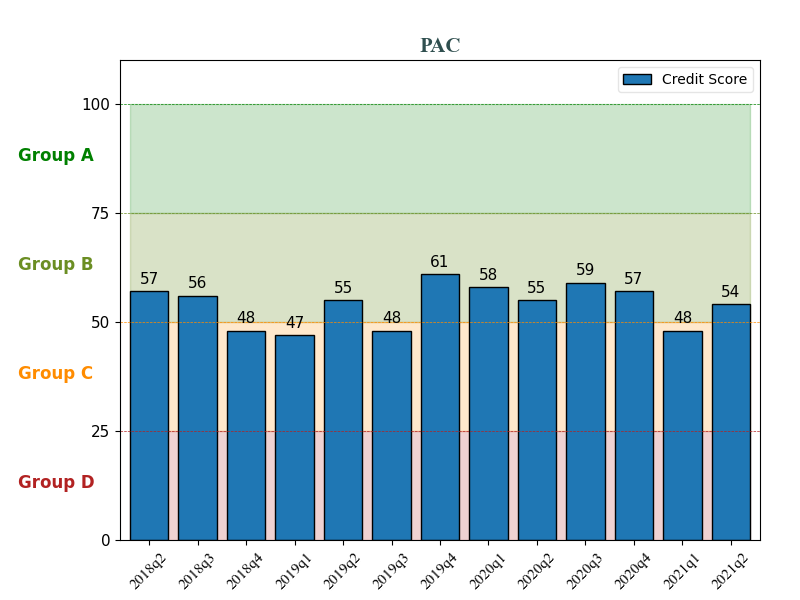 PAC
Credit Score
100
Group A
75
Group B
50
Group C
25
Group D
0
57
56
48
47
55
48
61
58
55
59
57
48
54
2018q2
2018q3
2018q4
2019q1
2019q2
2019q3
2019q4
2020q1
2020q2
2020q3
2020q4
2021q1
2021q2